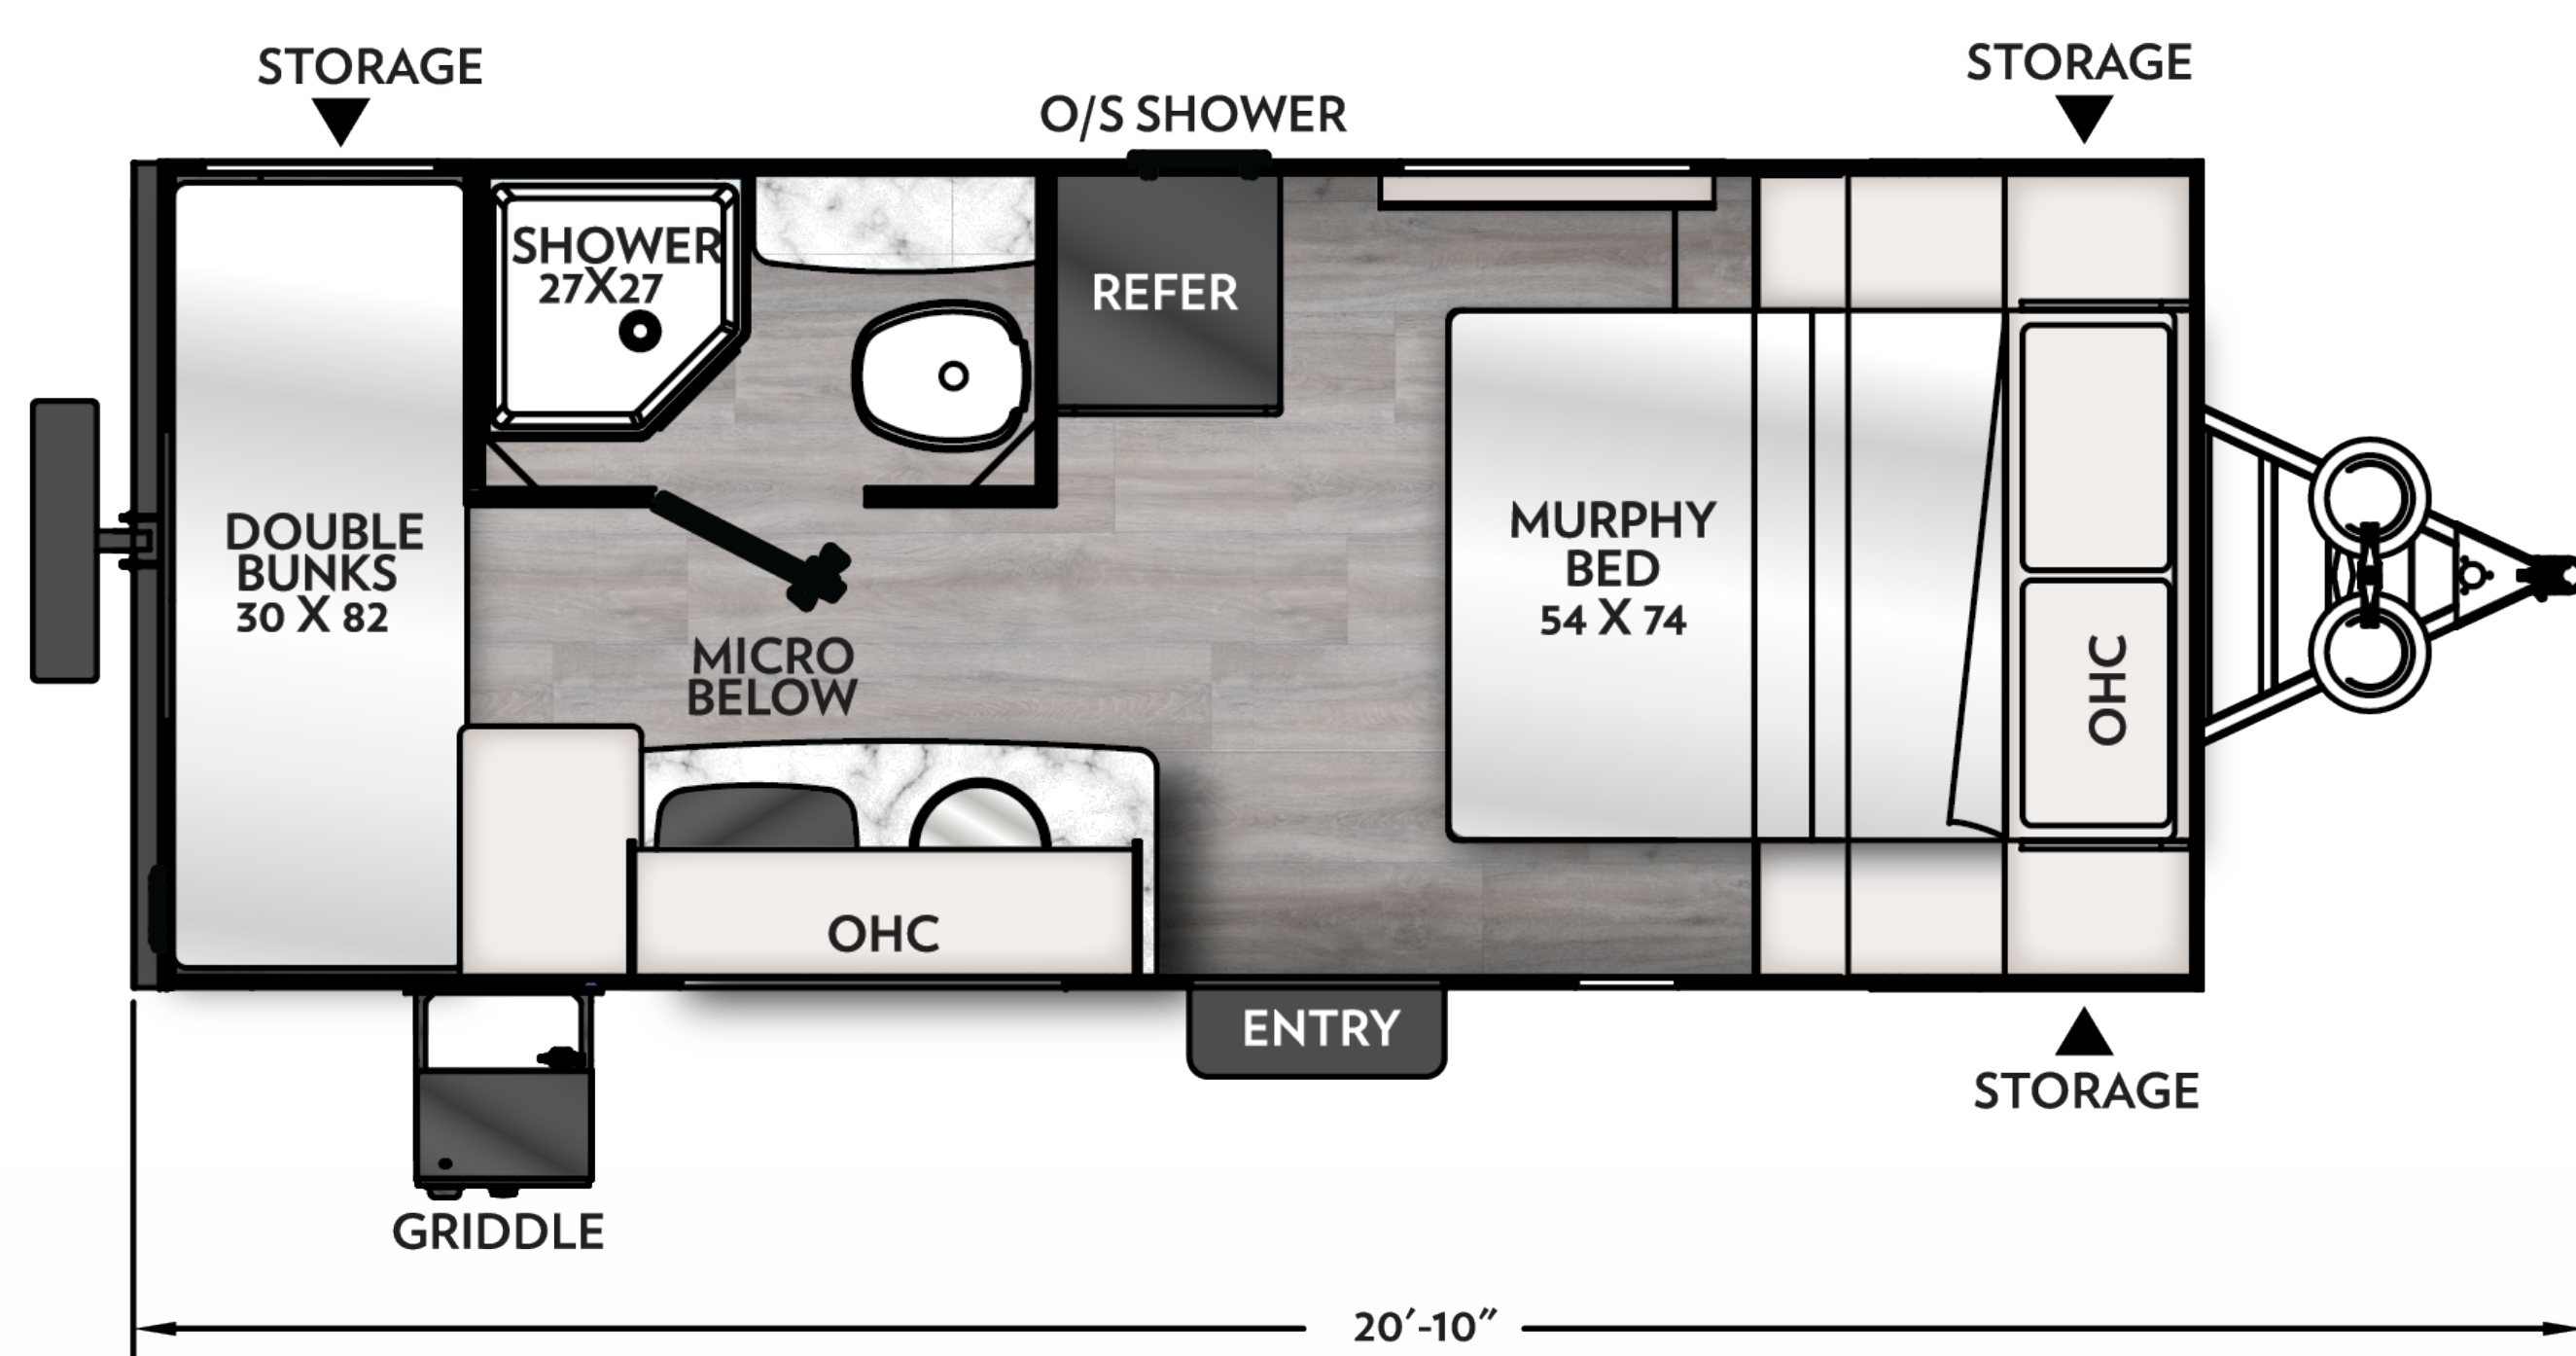 STORAGE
STORAGE
O/S SHOWER
SHOWER
27X27
REFER
DOUBLE
BUNKS
30 X 82
MURPHY
BED
54 X 74
MICRO
BELOW
OHC
OHC
ENTRY
STORAGE
GRIDDLE
20′-10″